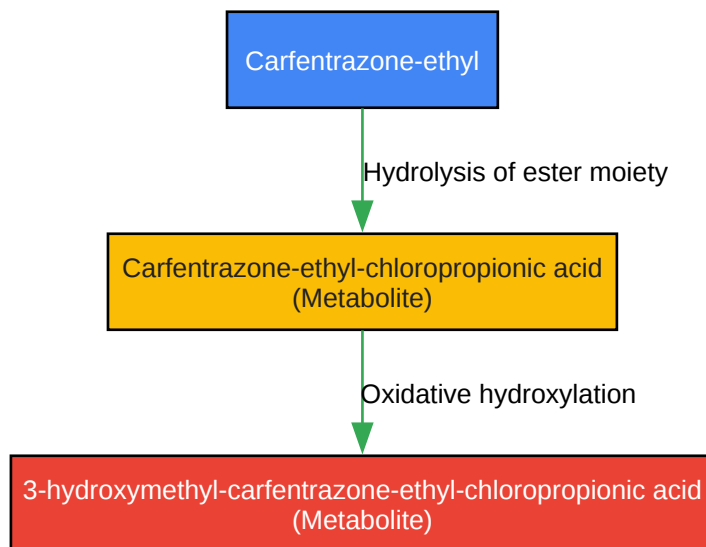 Carfentrazone-ethyl
Hydrolysis of ester moiety
Carfentrazone-ethyl-chloropropionic acid
(Metabolite)
Oxidative hydroxylation
3-hydroxymethyl-carfentrazone-ethyl-chloropropionic acid
(Metabolite)